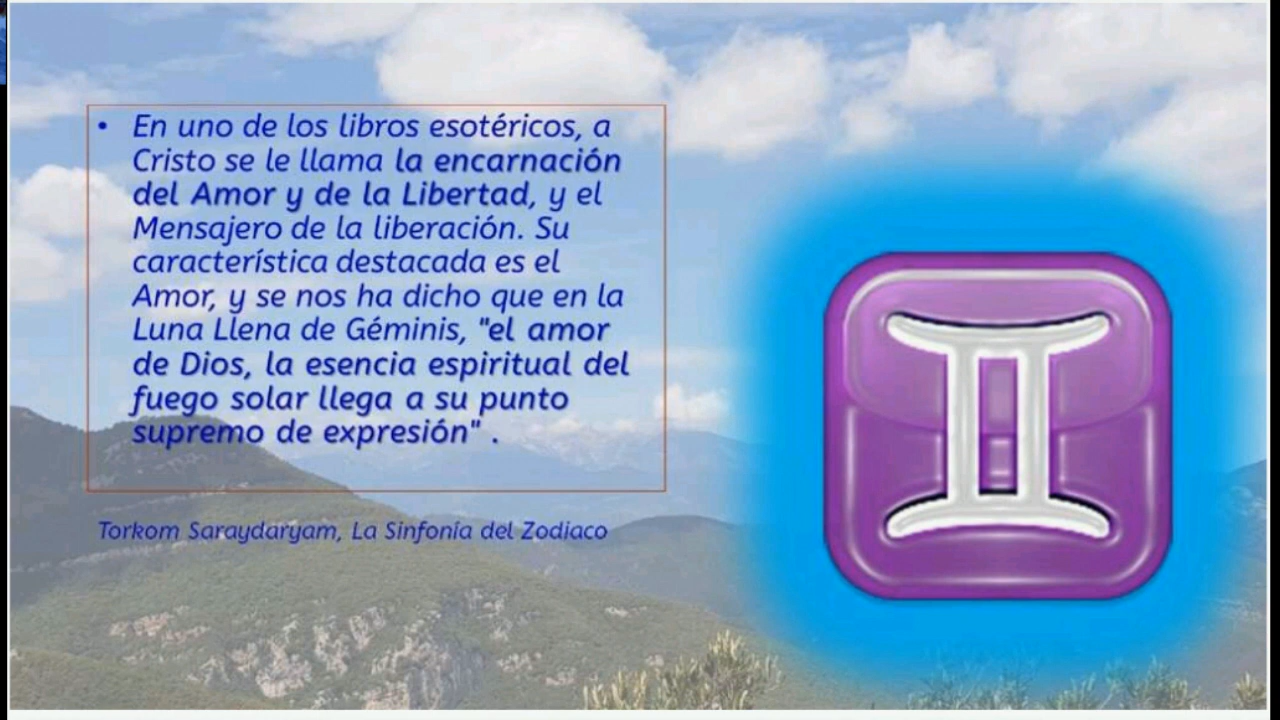 • En uno de los libros esotéricos, a
Cristo se le llama la encarnación
del Amor y de la Libertad, y el
Mensajero de la liberación. Su
característica destacada es el
Amor, y se nos ha dicho que en la
Luna Llena de Géminis, "el amor
de Dios, la esencia espiritual del
fuego solar llega a su punto
supremo de expresión" .
Torkom Saraydaryam, La Sinfonía del Zodiaco